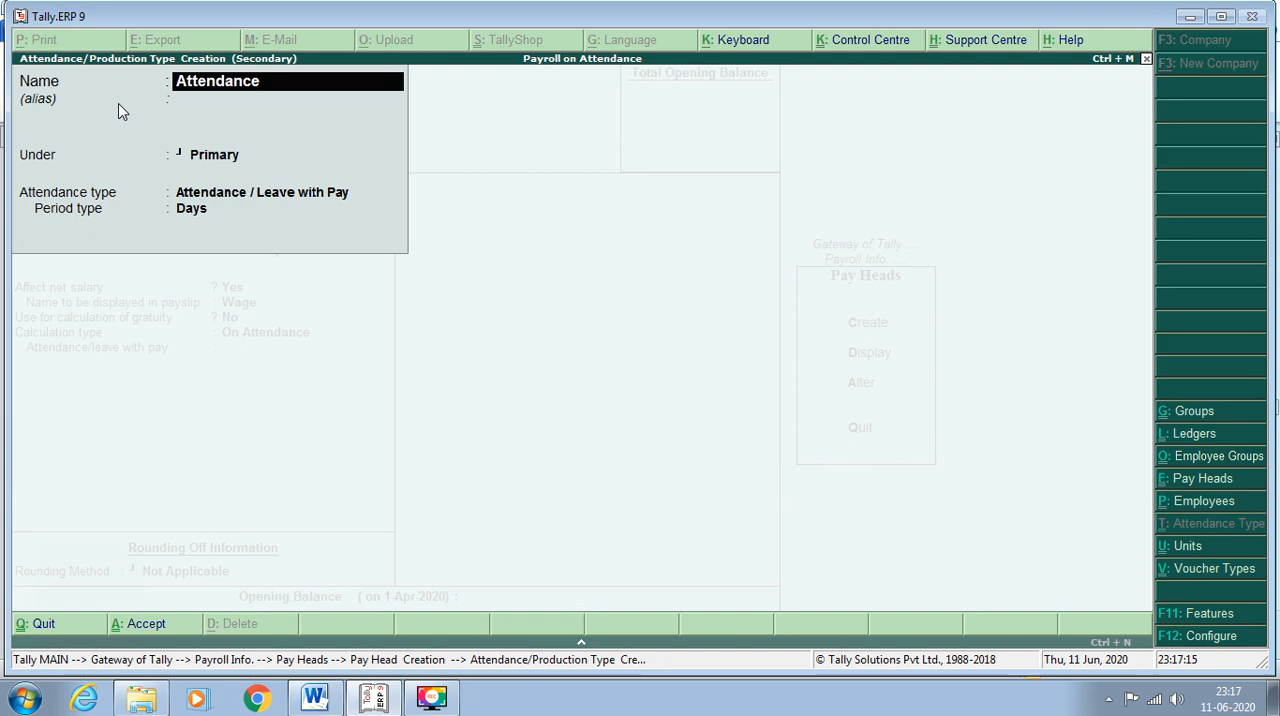 Tally.ERP 9
P: Print E: Export M: E-Mail O: Upload S: TallyShop G: Language K: Keyboard K: Control Centre H: Support Centre H: Help F3: Company
Attendance/Production Type Creation (Secondary) Payroll on Attendance Ctrl + M
F3: New Company
Name : Attendance
Total Opening Balance
(alias) :
Under : Primary
Attendance type : Attendance / Leave with Pay
Period type : Days
Gateway of Tally ....
Payroll Info. ....
Pay Heads
Create
Display
Alter
Quit
Affect net salary ? Yes
Name to be displayed in payslip : Wage
Use for calculation of gratuity ? No
Calculation type : On Attendance
Attendance/leave with pay :
Rounding Off Information
Rounding Method : Not Applicable
Opening Balance ( on 1-Apr-2020) :
G: Groups
L: Ledgers
O: Employee Groups
E: Pay Heads
P: Employees
T: Attendance Type
U: Units
V: Voucher Types
F11: Features
F12: Configure
Q: Quit A: Accept D: Delete
Ctrl + N
Tally MAIN --> Gateway of Tally --> Payroll Info. --> Pay Heads --> Pay Head Creation --> Attendance/Production Type Cre... © Tally Solutions Pvt Ltd., 1988-2018 Thu, 11 Jun, 2020 23:17:15
23:17
11-06-2020